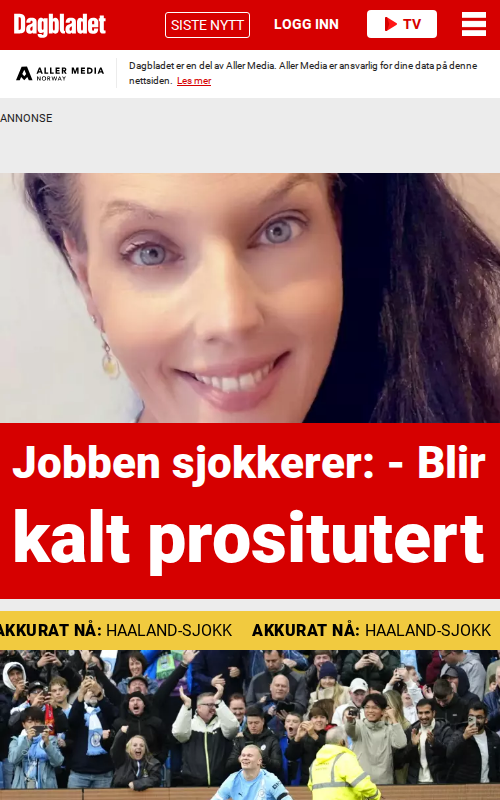 Dagbladet
SISTE NYTT
LOGG INN
TV
ALLER MEDIA
NORWAY
Dagbladet er en del av Aller Media. Aller Media er ansvarlig for dine data på denne
nettsiden. Les mer
ANNONSE
Jobben sjokkerer: - Blir
kalt prositutert
AKKURAT NÅ: HAALAND-SJOKK AKKURAT NÅ: HAALAND-SJOKK